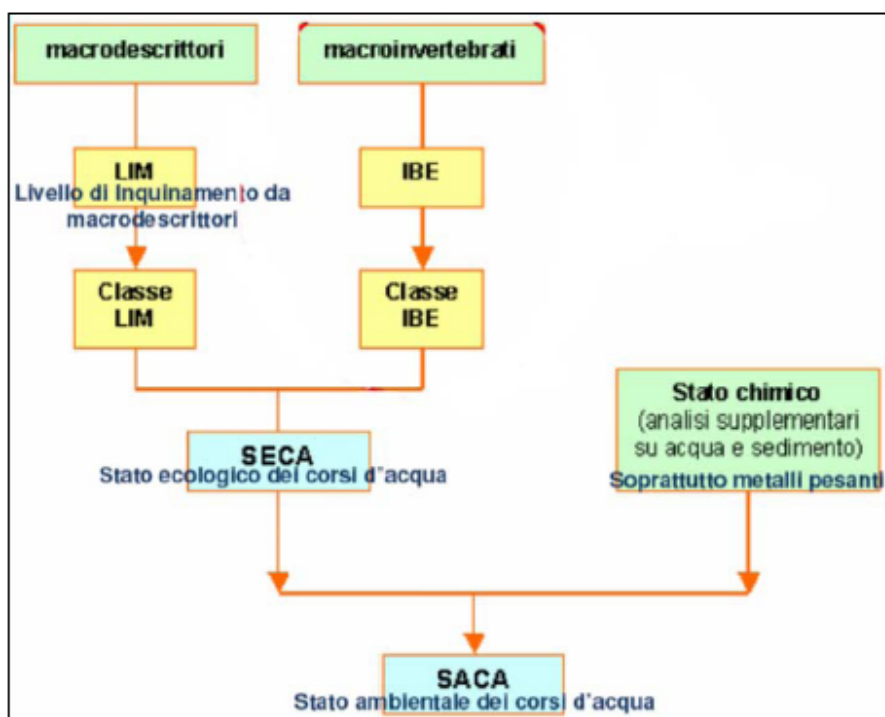 macrodescrittori
macroinvertebrati
LIM
Livello di Inquinamento da
macrodescrittori
IBE
Classe
LIM
Classe
IBE
Stato chimico
(analisi supplementari
su acqua e sedimento)
Soprattutto metalli pesanti
SECA
Stato ecologico dei corsi d'acqua
SACA
Stato ambientale dei corsi d'acqua